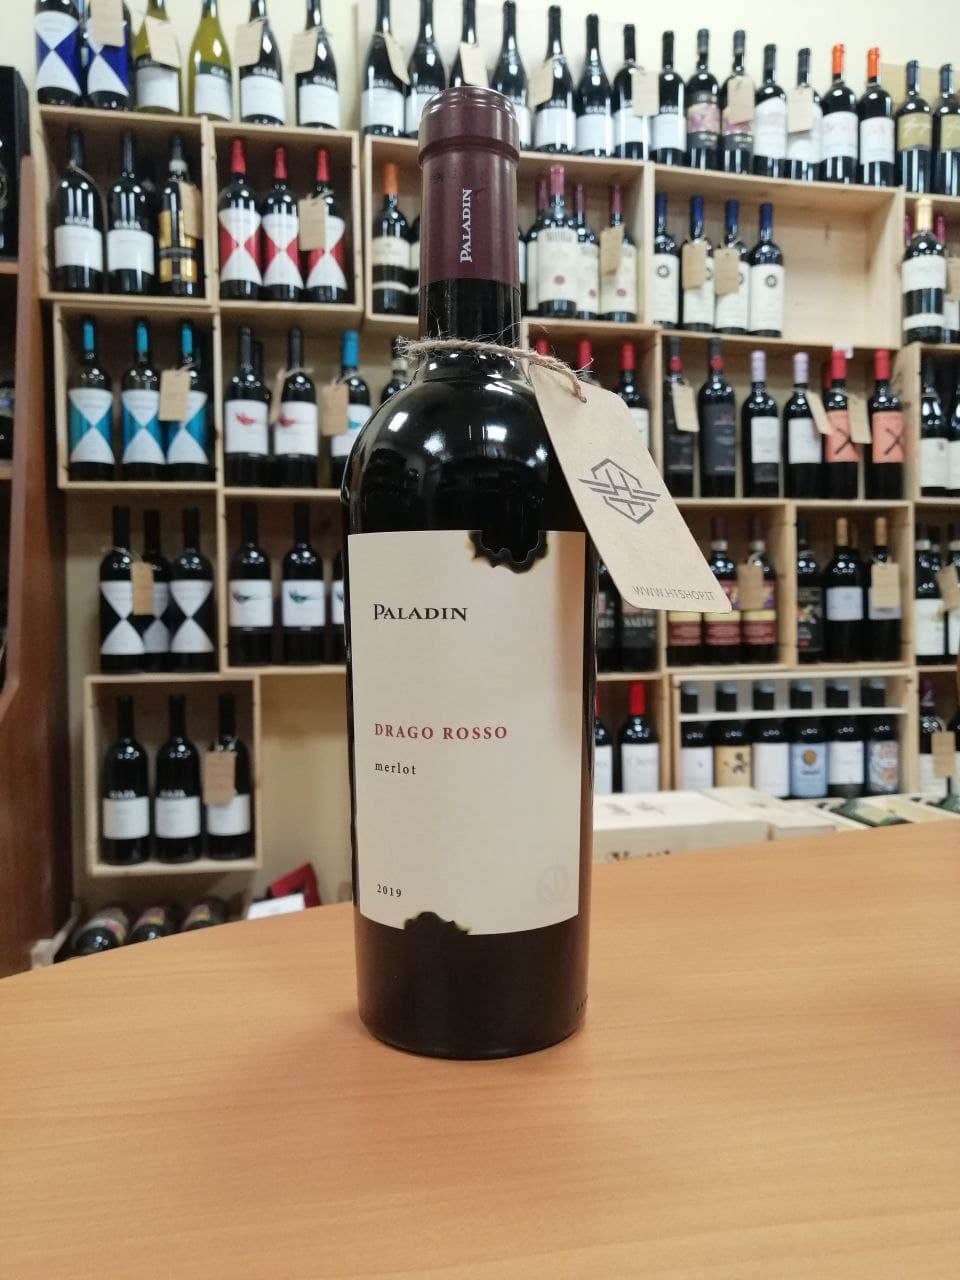 PALADIN
PALADIN
DRAGO ROSSO
merlot
2019
WWW.HTSHOP.IT